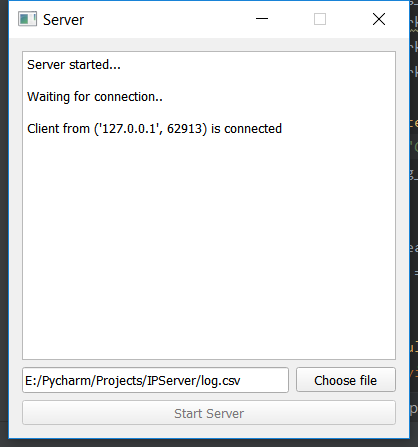 Server
Server started...
Waiting for connection..
Client from ('127.0.0.1', 62913) is connected
E:/Pycharm/Projects/IPServer/log.csv
Choose file
Start Server